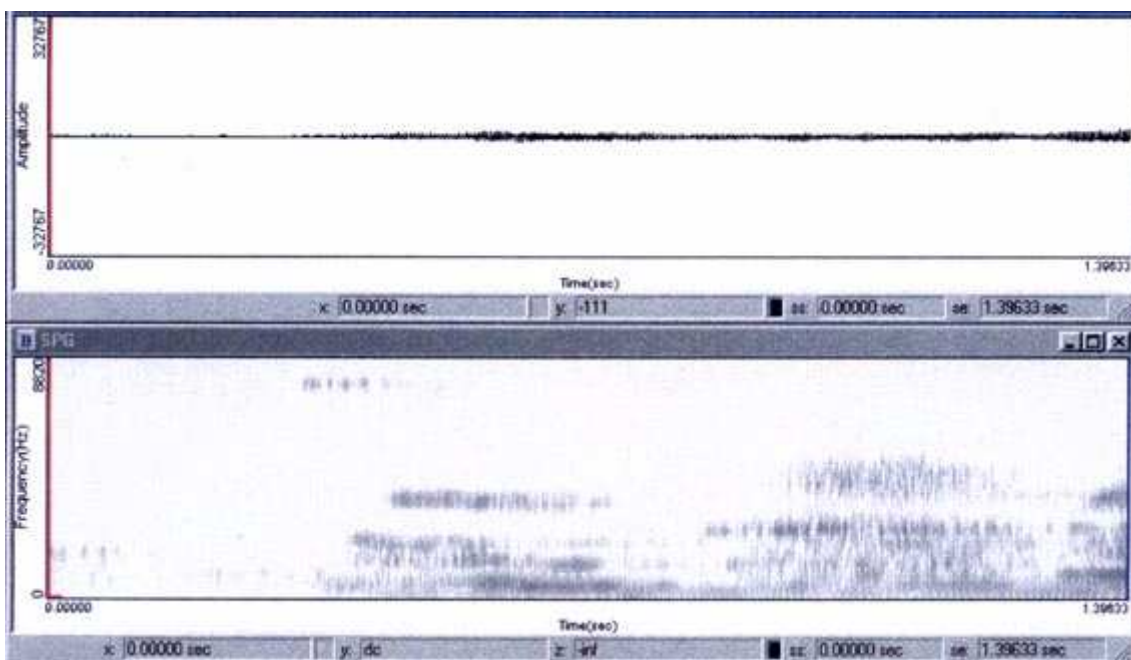 32767
Amplitude
-32767
0.00000 1.39633
Time(sec)
x: 0.00000 sec y: -111 ss: 0.00000 sec se: 1.39633 sec
SPG
8820
Frequency(Hz)
0
0.00000 1.39633
Time(sec)
x: 0.00000 sec y: dc z: -inf ss: 0.00000 sec se: 1.39633 sec